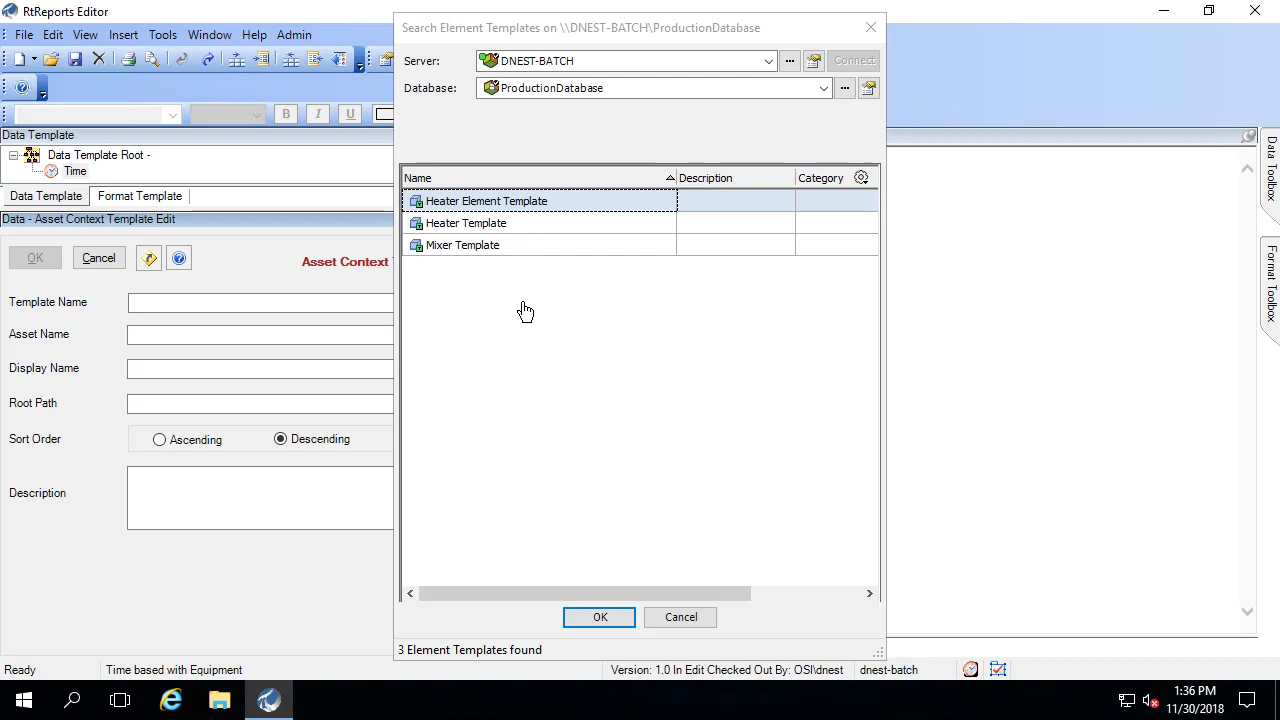 RtReports Editor
File Edit View Insert Tools Window Help Admin
B I U
Data Template
Data Template Root -
Time
Data Template Format Template
Data - Asset Context Template Edit
OK Cancel
Asset Context
Template Name
Asset Name
Display Name
Root Path
Sort Order Ascending Descending
Description
Search Element Templates on \\DNEST-BATCH\ProductionDatabase
Server: DNEST-BATCH Connect
Database: ProductionDatabase
Name Description Category
Heater Element Template
Heater Template
Mixer Template
OK Cancel
3 Element Templates found
Data Toolbox
Format Toolbox
Ready Time based with Equipment Version: 1.0 In Edit Checked Out By: OSI\dnest dnest-batch
1:36 PM
11/30/2018